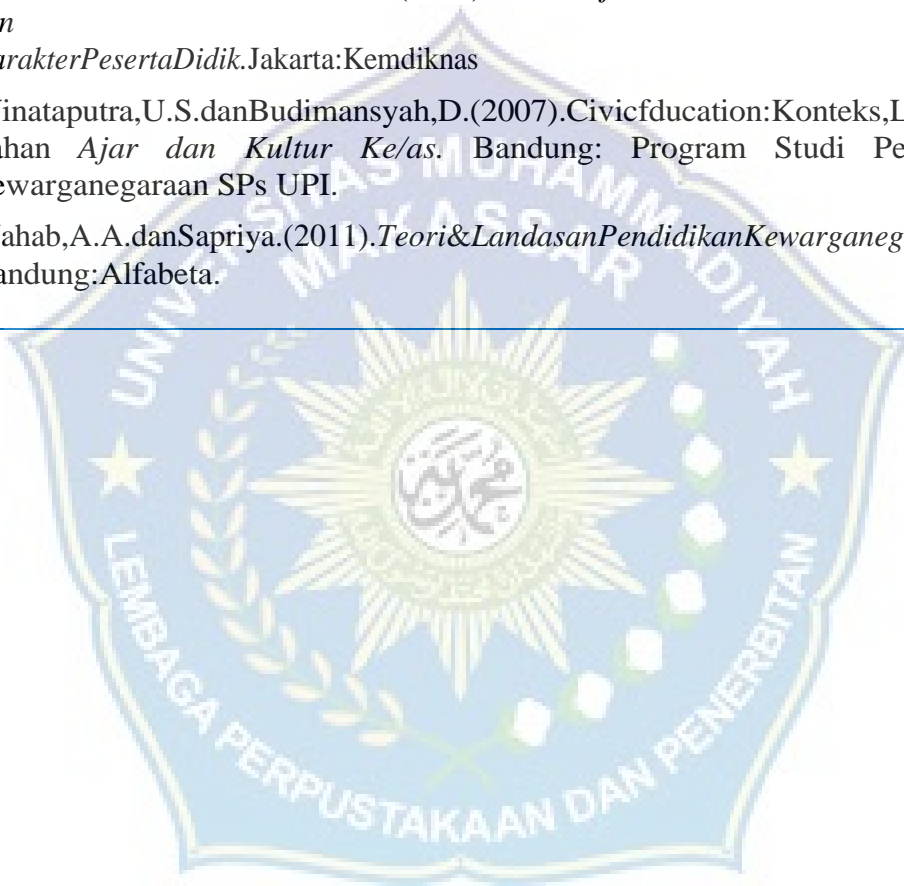 n
arakterPesertaDidik.Jakarta:Kemdiknas
inataputra,U.S.danBudimansyah,D.(2007).Civicfducation:Konteks,L
ahan Ajar dan Kultur Ke/as. Bandung: Program Studi Pe
ewarganegaraan SPs UPI.
ahab,A.A.danSapriya.(2011).Teori&LandasanPendidikanKewarganeg
andung:Alfabeta.
UNIVERSITAS MUHAMMADIYAH
MAKASSAR
محمدية
LEMBAGA PERPUSTAKAAN DAN PENERBITAN